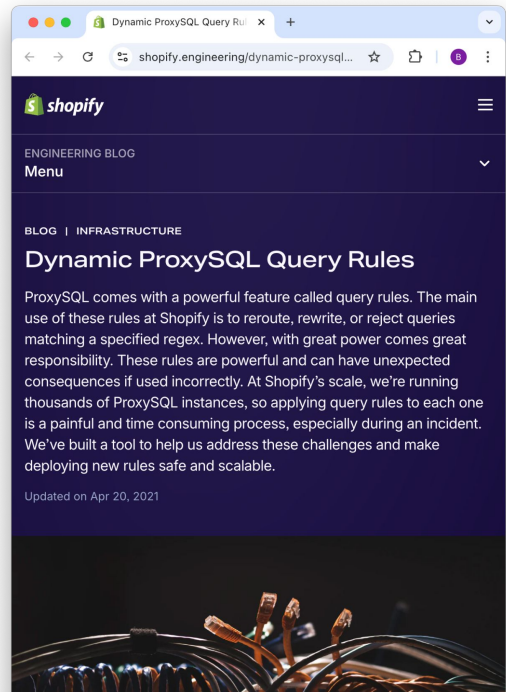 Dynamic ProxySQL Query Rul
shopify.engineering/dynamic-proxysql...
B
shopify
ENGINEERING BLOG
Menu
BLOG | INFRASTRUCTURE
Dynamic ProxySQL Query Rules
ProxySQL comes with a powerful feature called query rules. The main
use of these rules at Shopify is to reroute, rewrite, or reject queries
matching a specified regex. However, with great power comes great
responsibility. These rules are powerful and can have unexpected
consequences if used incorrectly. At Shopify’s scale, we’re running
thousands of ProxySQL instances, so applying query rules to each one
is a painful and time consuming process, especially during an incident.
We’ve built a tool to help us address these challenges and make
deploying new rules safe and scalable.
Updated on Apr 20, 2021